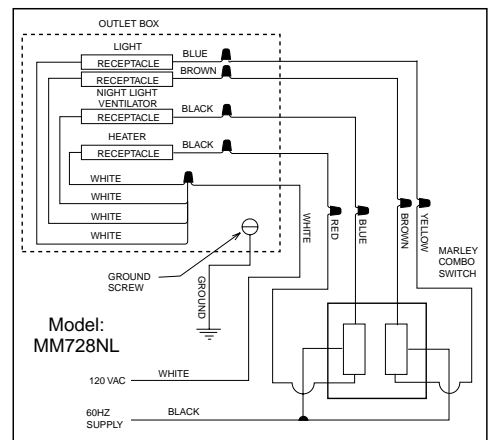 OUTLET BOX
LIGHT
BLUE
RECEPTACLE
BROWN
RECEPTACLE
NIGHT LIGHT
VENTILATOR
BLACK
RECEPTACLE
HEATER
BLACK
RECEPTACLE
WHITE
WHITE
WHITE
WHITE
WHITE
RED
BLUE
BROWN
YELLOW
MARLEY
COMBO
SWITCH
GROUND
SCREW
GROUND
Model:
MM728NL
120 VAC
WHITE
60HZ
SUPPLY
BLACK